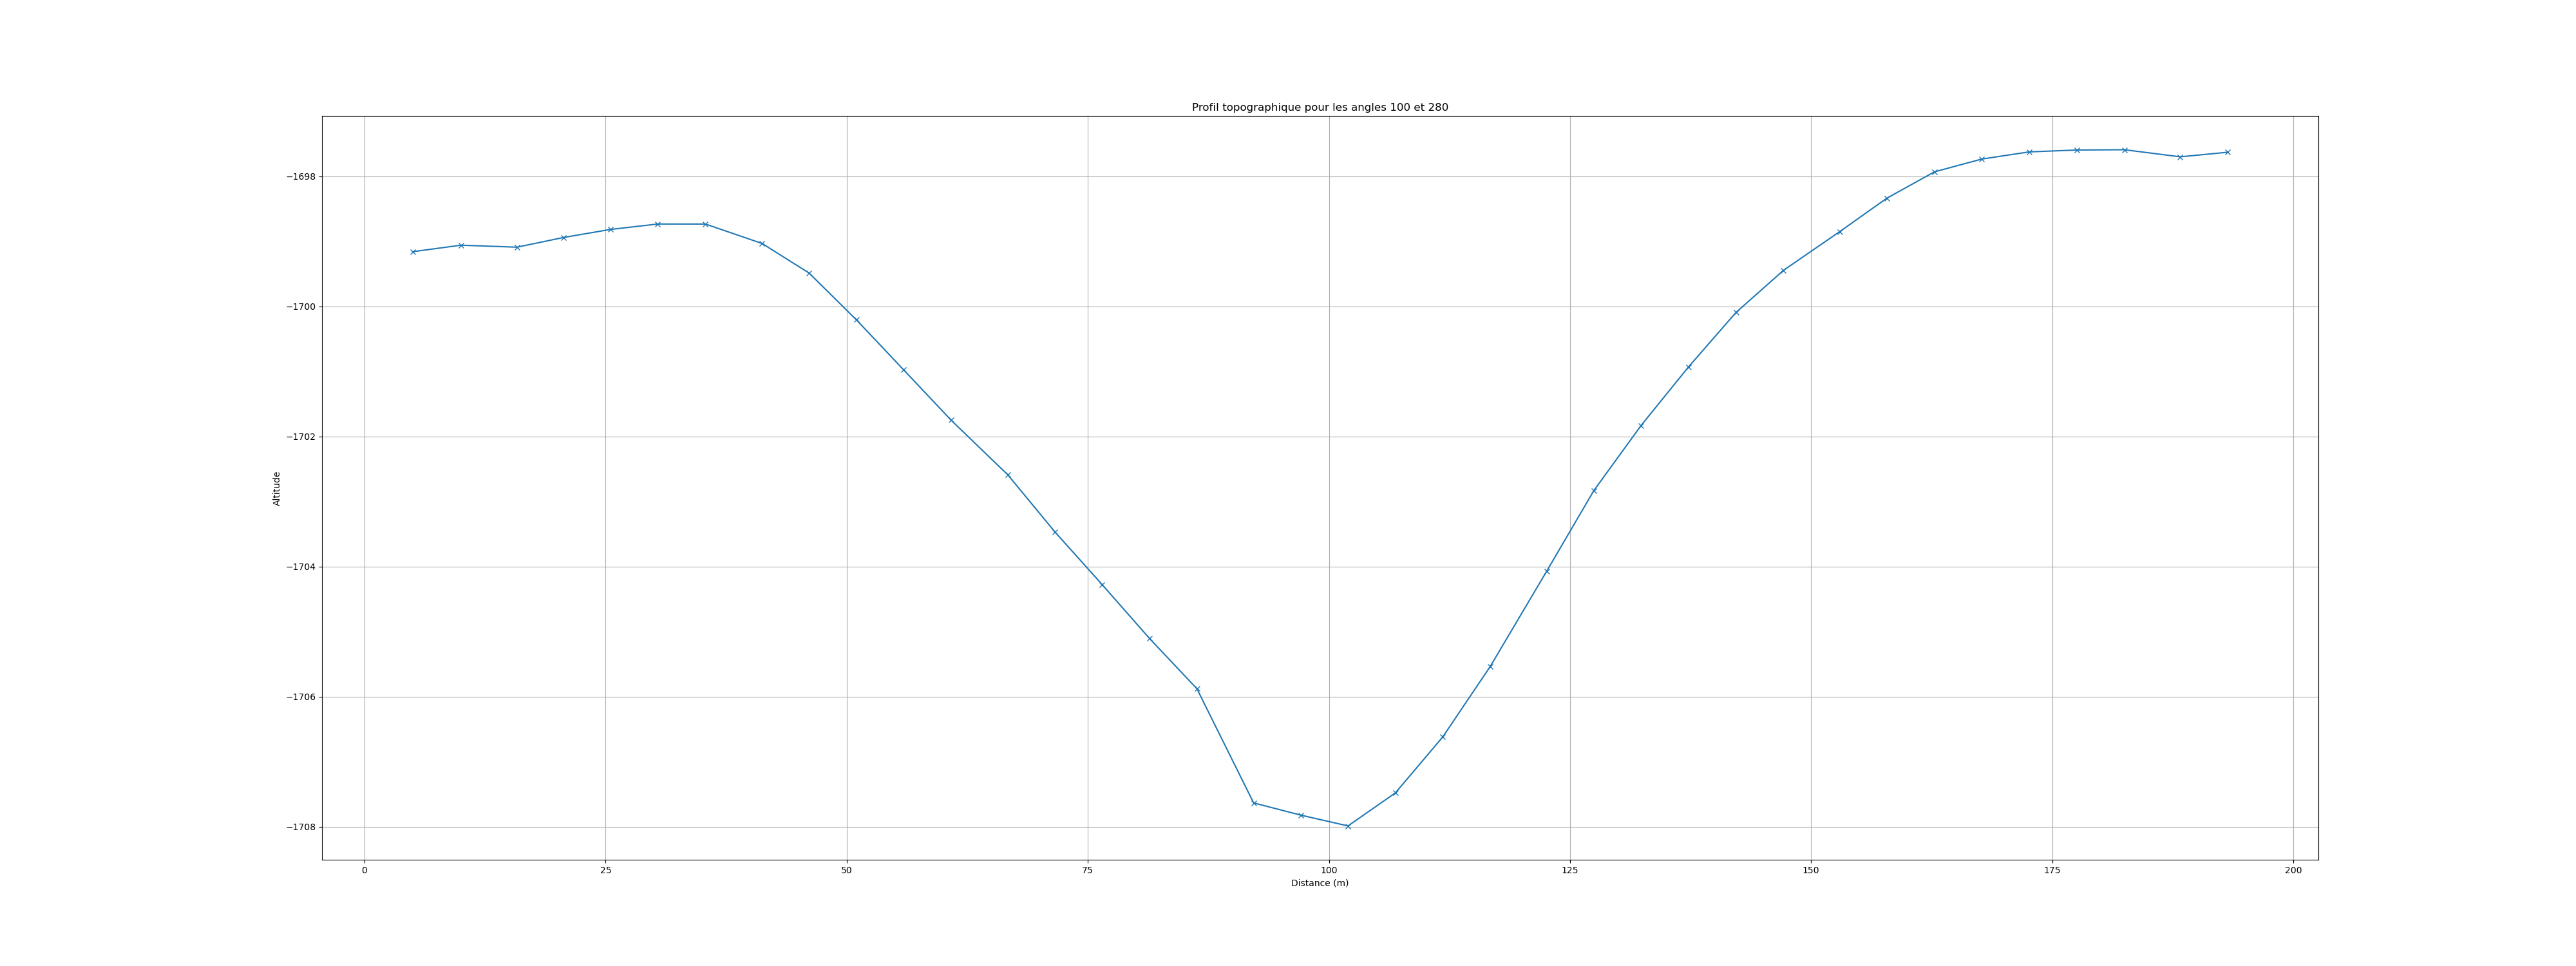 Profil topographique pour les angles 100 et 280
−1698
−1700
−1702
−1704
−1706
−1708
Altitude
0 25 50 75 100 125 150 175 200
Distance (m)